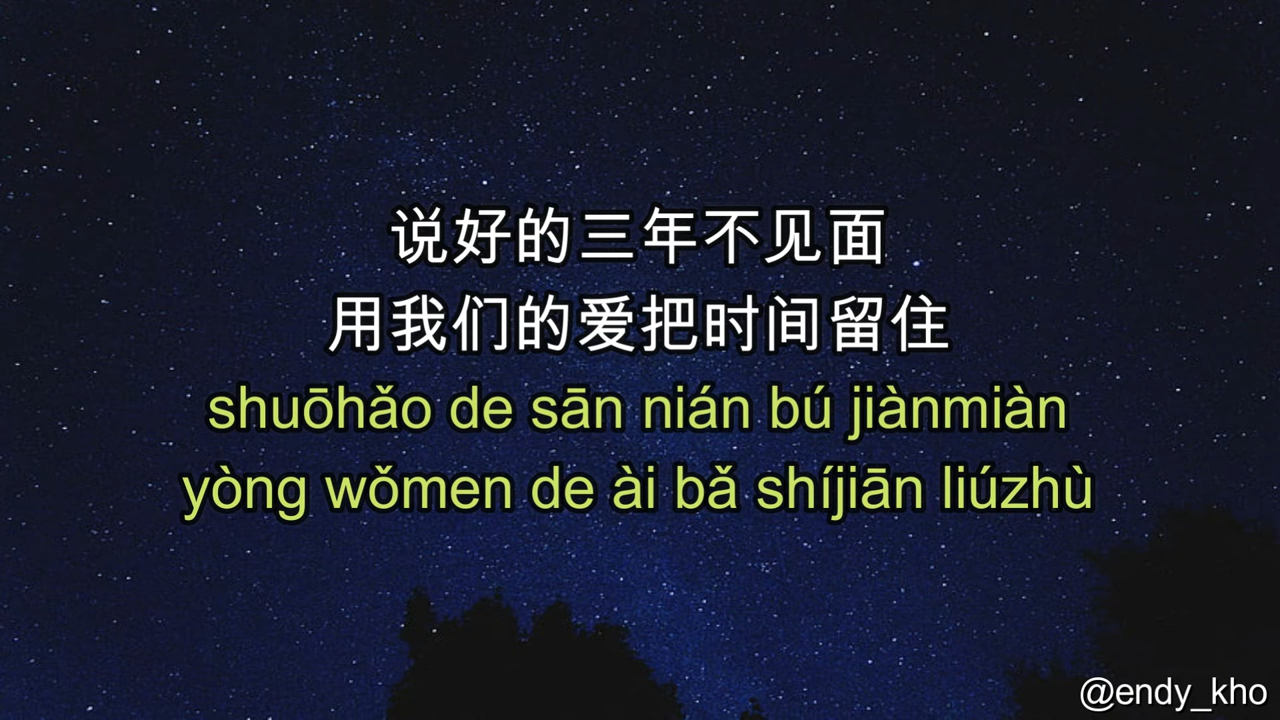 说好的三年不见面
用我们的爱把时间留住
shuōhǎo de sān nián bú jiànmiàn
yòng wǒmen de ài bǎ shíjiān liúzhù
@endy_kho